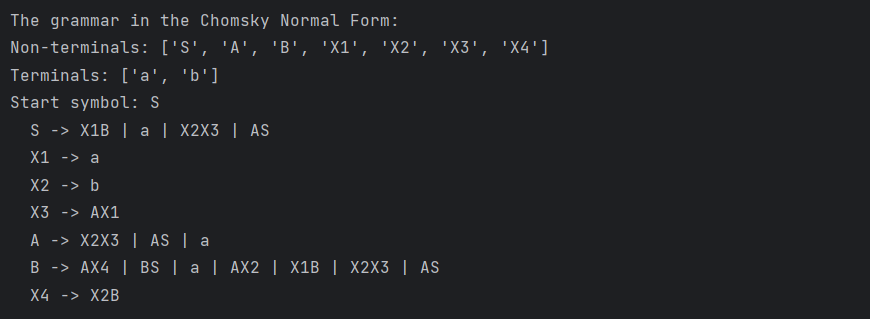 The grammar in the Chomsky Normal Form:
Non-terminals: ['S', 'A', 'B', 'X1', 'X2', 'X3', 'X4']
Terminals: ['a', 'b']
Start symbol: S
  S -> X1B | a | X2X3 | AS
  X1 -> a
  X2 -> b
  X3 -> AX1
  A -> X2X3 | AS | a
  B -> AX4 | BS | a | AX2 | X1B | X2X3 | AS
  X4 -> X2B